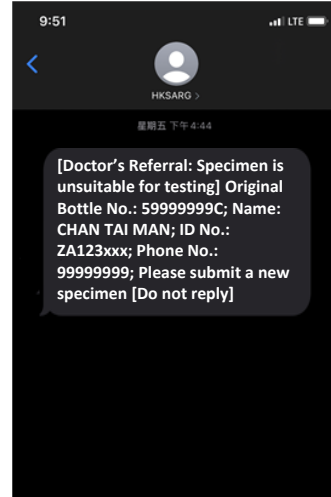 9:51
LTE
HKSARG >
星期五 下午 4:44
[Doctor's Referral: Specimen is
unsuitable for testing] Original
Bottle No.: 59999999C; Name:
CHAN TAI MAN; ID No.:
ZA123xxx; Phone No.:
99999999; Please submit a new
specimen [Do not reply]